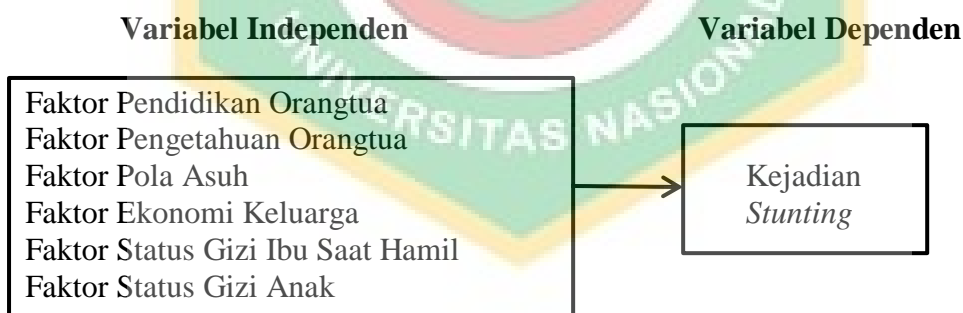 Variabel Independen
Variabel Dependen
Faktor Pendidikan Orangtua
Faktor Pengetahuan Orangtua
Faktor Pola Asuh
Faktor Ekonomi Keluarga
Faktor Status Gizi Ibu Saat Hamil
Faktor Status Gizi Anak
Kejadian
Stunting
UNIVERSITAS NASIONAL